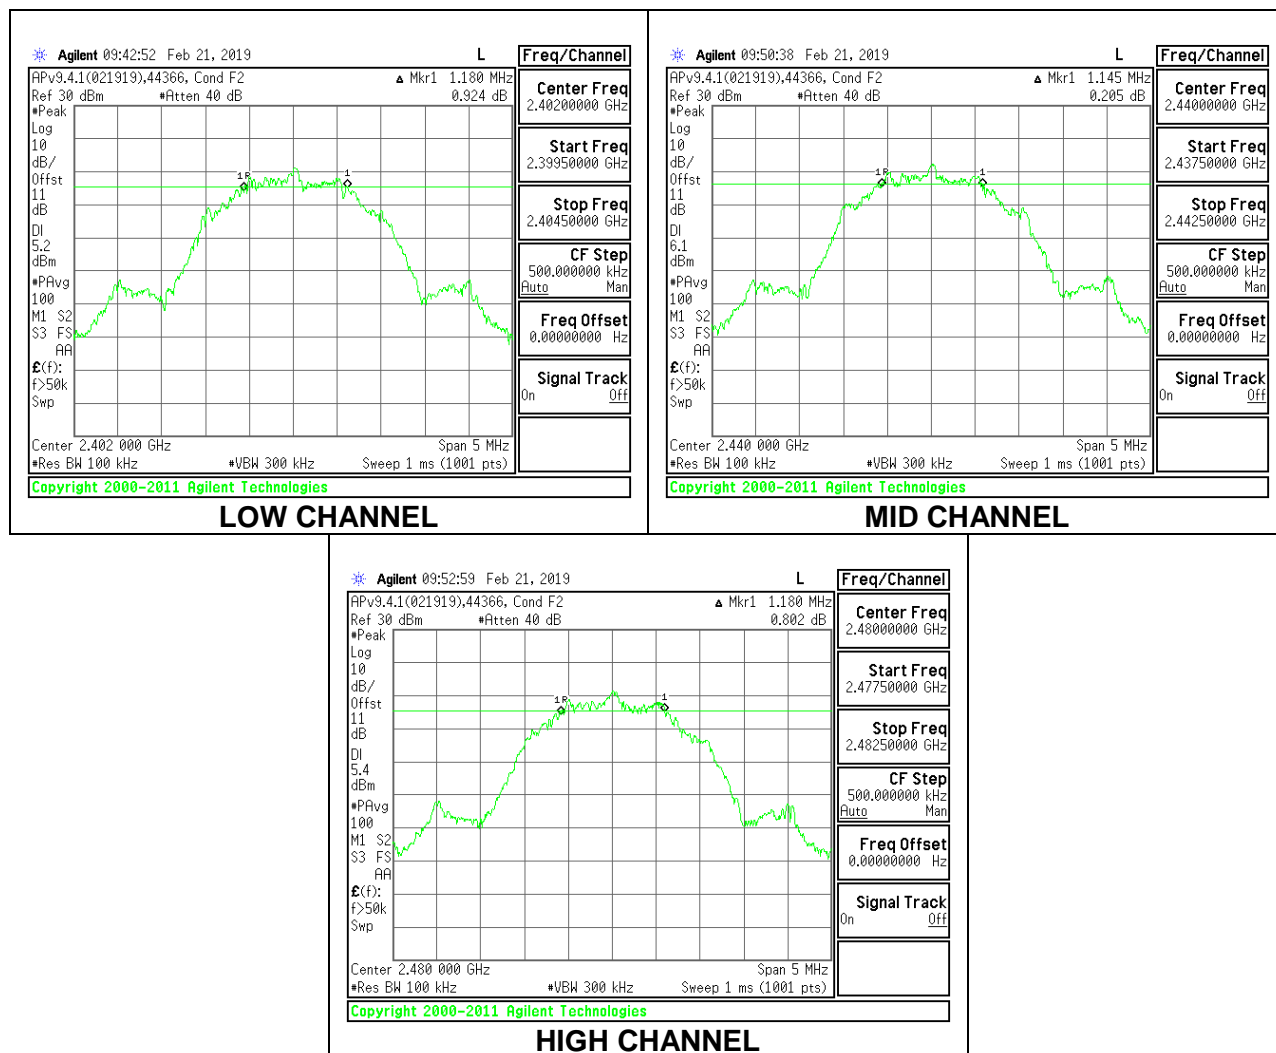 Agilent 09:42:52 Feb 21, 2019 L Freq/Channel
APv9.4.1(021919),44366, Cond F2 Δ Mkr1 1.180 MHz
Ref 30 dBm #Atten 40 dB 0.924 dB
#Peak
Log
10
dB/
Offst
11
dB
DI
5.2
dBm
#PAvg
100
M1 S2
S3 FS
AA
£(f):
f>50k
Swp
1R
1
Center 2.402 000 GHz Span 5 MHz
#Res BW 100 kHz #VBW 300 kHz Sweep 1 ms (1001 pts)
Copyright 2000-2011 Agilent Technologies
Center Freq
2.40200000 GHz
Start Freq
2.39950000 GHz
Stop Freq
2.40450000 GHz
CF Step
500.000000 kHz
Auto Man
Freq Offset
0.00000000 Hz
Signal Track
On Off
LOW CHANNEL
Agilent 09:50:38 Feb 21, 2019 L Freq/Channel
APv9.4.1(021919),44366, Cond F2 Δ Mkr1 1.145 MHz
Ref 30 dBm #Atten 40 dB 0.205 dB
#Peak
Log
10
dB/
Offst
11
dB
DI
6.1
dBm
#PAvg
100
M1 S2
S3 FS
AA
£(f):
f>50k
Swp
1R
1
Center 2.440 000 GHz Span 5 MHz
#Res BW 100 kHz #VBW 300 kHz Sweep 1 ms (1001 pts)
Copyright 2000-2011 Agilent Technologies
Center Freq
2.44000000 GHz
Start Freq
2.43750000 GHz
Stop Freq
2.44250000 GHz
CF Step
500.000000 kHz
Auto Man
Freq Offset
0.00000000 Hz
Signal Track
On Off
MID CHANNEL
Agilent 09:52:59 Feb 21, 2019 L Freq/Channel
APv9.4.1(021919),44366, Cond F2 Δ Mkr1 1.180 MHz
Ref 30 dBm #Atten 40 dB 0.802 dB
#Peak
Log
10
dB/
Offst
11
dB
DI
5.4
dBm
#PAvg
100
M1 S2
S3 FS
AA
£(f):
f>50k
Swp
1R
1
Center 2.480 000 GHz Span 5 MHz
#Res BW 100 kHz #VBW 300 kHz Sweep 1 ms (1001 pts)
Copyright 2000-2011 Agilent Technologies
Center Freq
2.48000000 GHz
Start Freq
2.47750000 GHz
Stop Freq
2.48250000 GHz
CF Step
500.000000 kHz
Auto Man
Freq Offset
0.00000000 Hz
Signal Track
On Off
HIGH CHANNEL